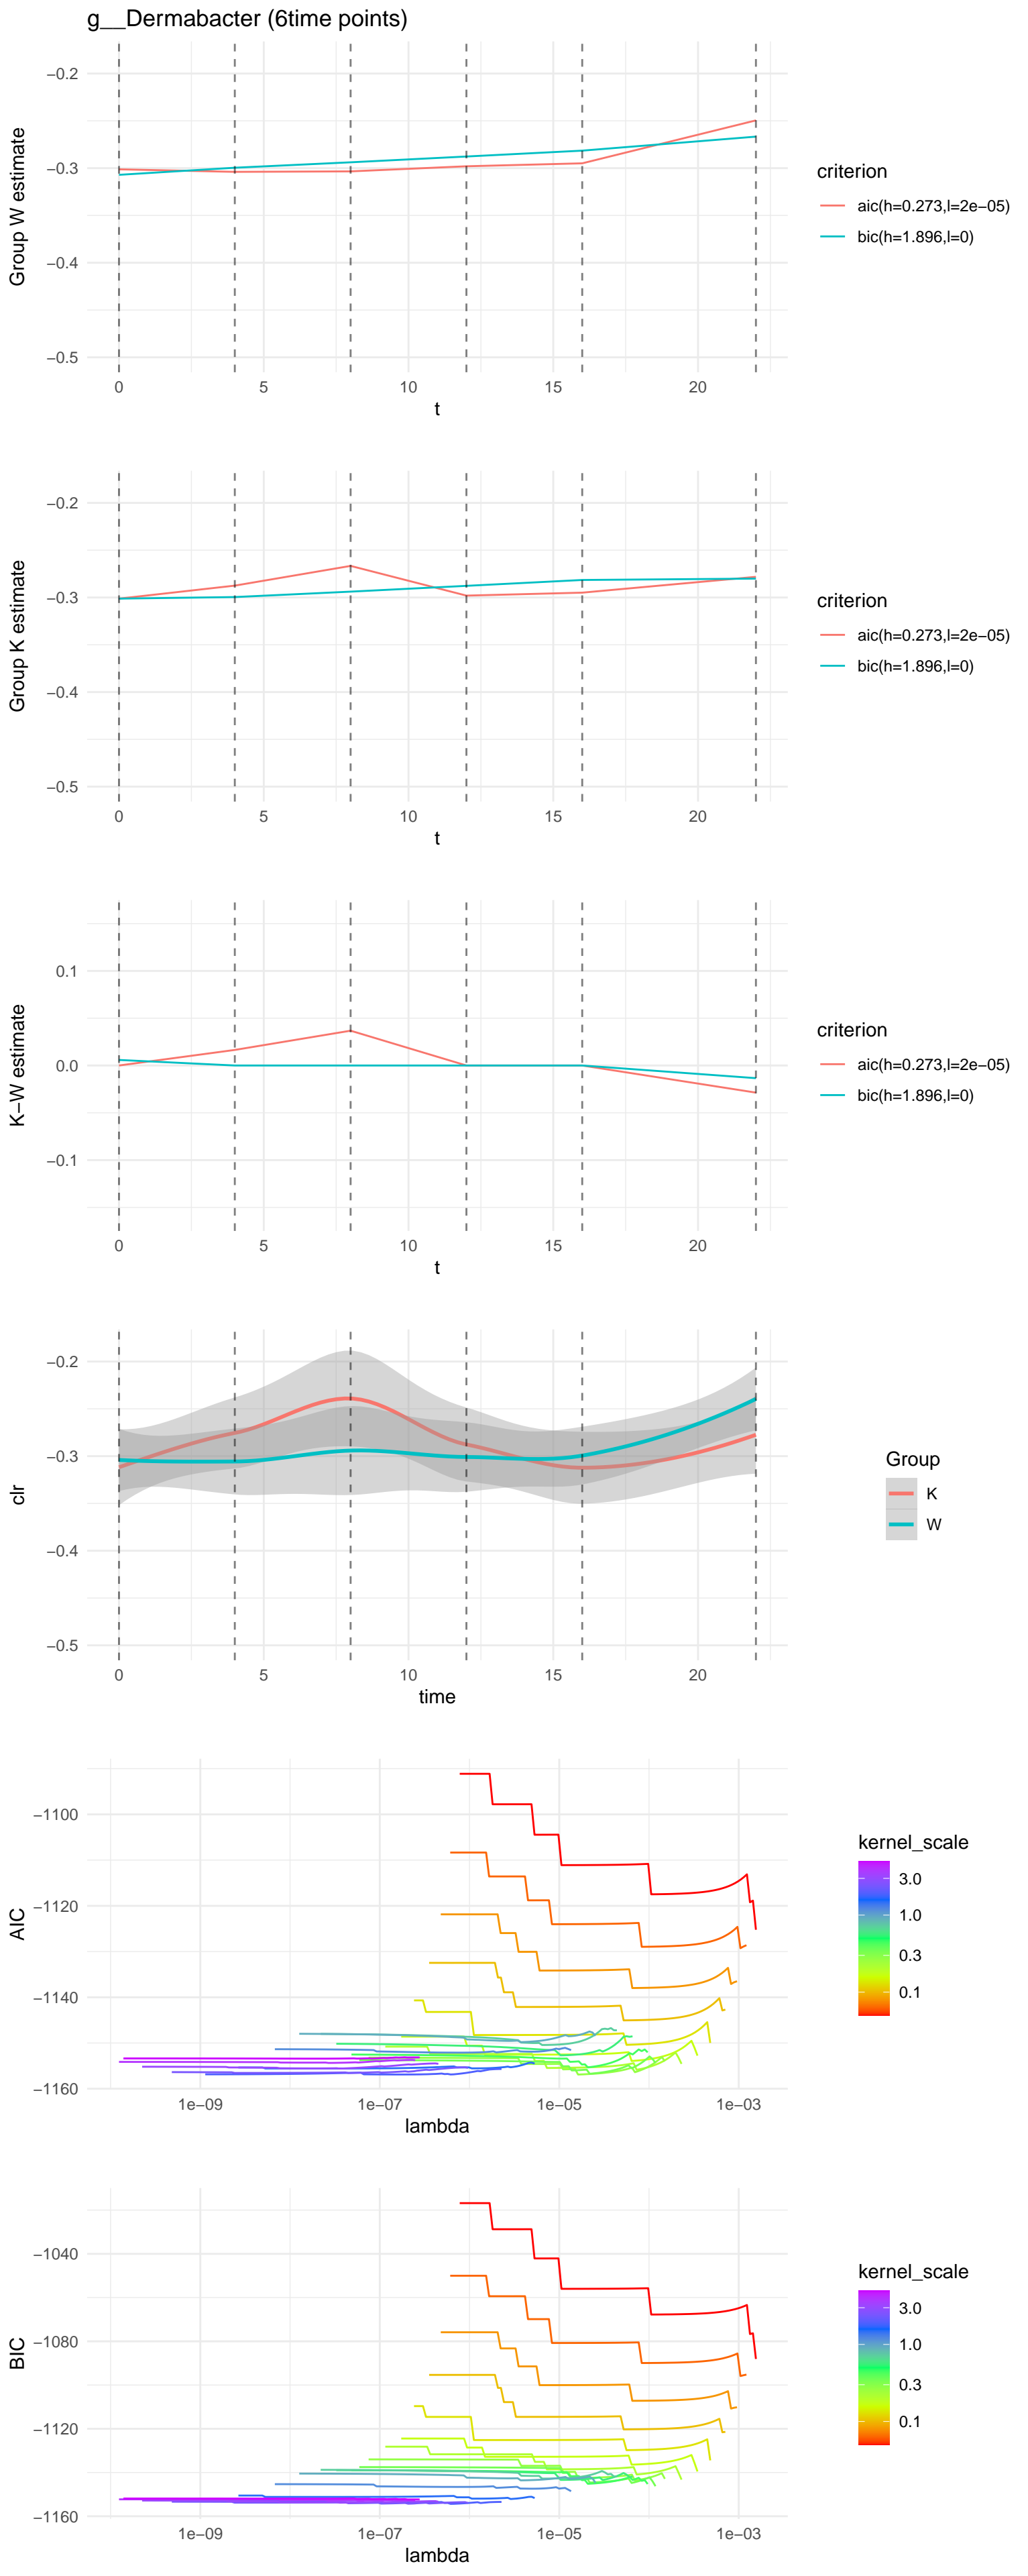 g__Dermabacter (6time points)
Group W estimate
−0.2
−0.3
−0.4
−0.5
0 5 10 15 20
t
criterion
aic(h=0.273,l=2e−05)
bic(h=1.896,l=0)
Group K estimate
−0.2
−0.3
−0.4
−0.5
0 5 10 15 20
t
criterion
aic(h=0.273,l=2e−05)
bic(h=1.896,l=0)
K−W estimate
0.1
0.0
−0.1
0 5 10 15 20
t
criterion
aic(h=0.273,l=2e−05)
bic(h=1.896,l=0)
clr
−0.2
−0.3
−0.4
−0.5
0 5 10 15 20
time
Group
K
W
AIC
−1100
−1120
−1140
−1160
1e−09 1e−07 1e−05 1e−03
lambda
kernel_scale
3.0
1.0
0.3
0.1
BIC
−1040
−1080
−1120
−1160
1e−09 1e−07 1e−05 1e−03
lambda
kernel_scale
3.0
1.0
0.3
0.1